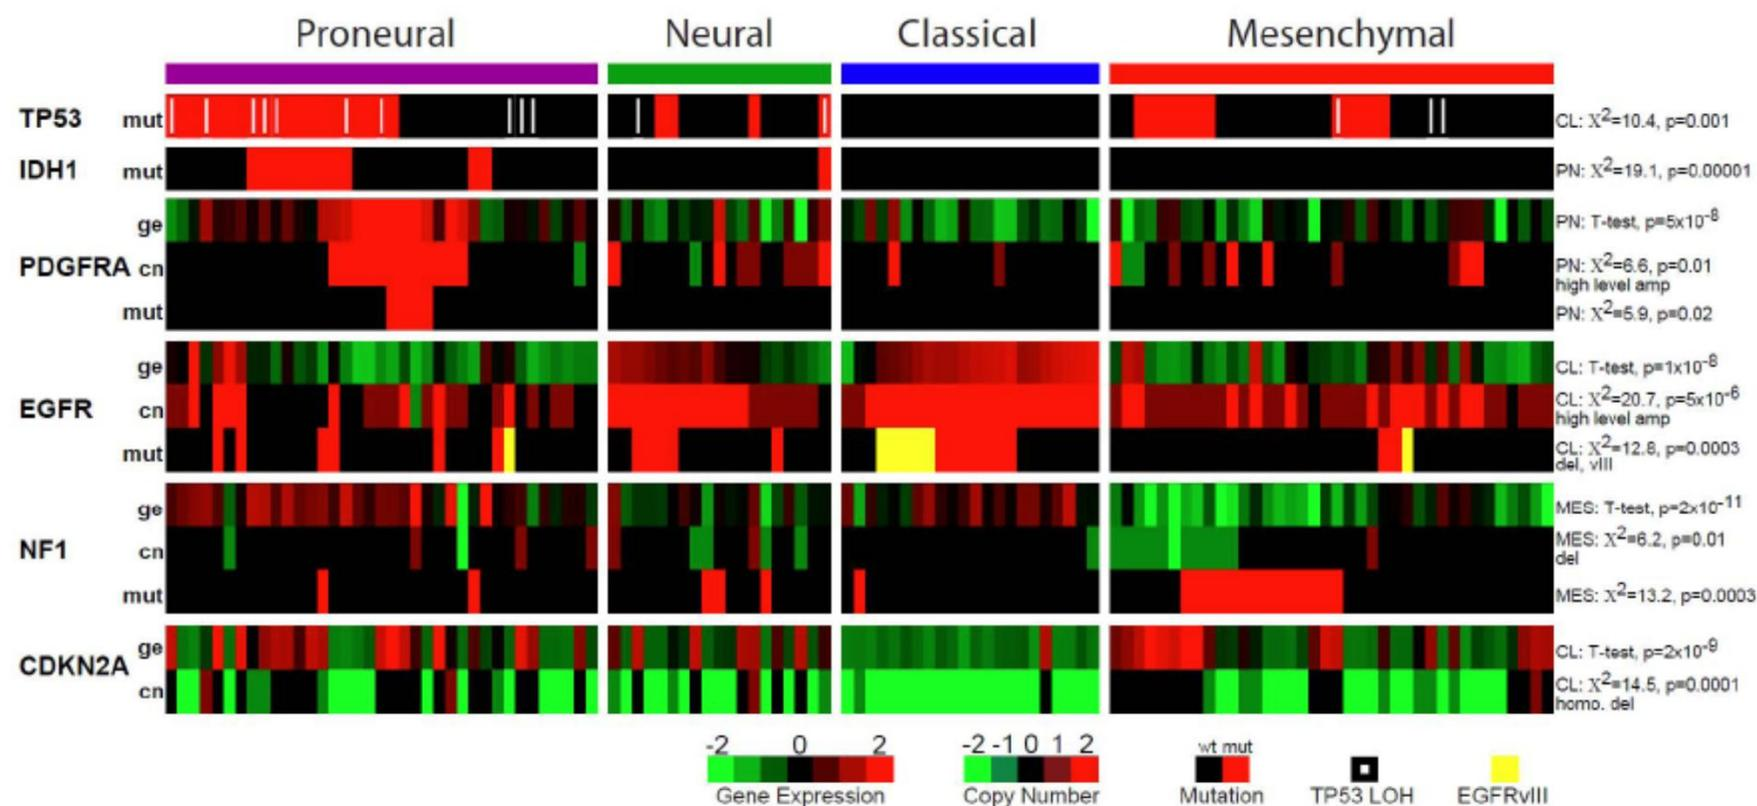 Proneural Neural Classical Mesenchymal
TP53 mut CL: X2=10.4, p=0.001
IDH1 mut PN: X2=19.1, p=0.00001
ge PN: T-test, p=5x10-8
PDGFRA cn PN: X2=6.6, p=0.01
high level amp
mut PN: X2=5.9, p=0.02
ge CL: T-test, p=1x10-8
EGFR cn CL: X2=20.7, p=5x10-6
high level amp
mut CL: X2=12.8, p=0.0003
del, vIII
ge MES: T-test, p=2x10-11
NF1 cn MES: X2=6.2, p=0.01
del
mut MES: X2=13.2, p=0.0003
CDKN2A ge CL: T-test, p=2x10-9
cn CL: X2=14.5, p=0.0001
homo. del
-2 0 2 -2 -1 0 1 2 wt mut
Gene Expression Copy Number Mutation TP53 LOH EGFRvIII